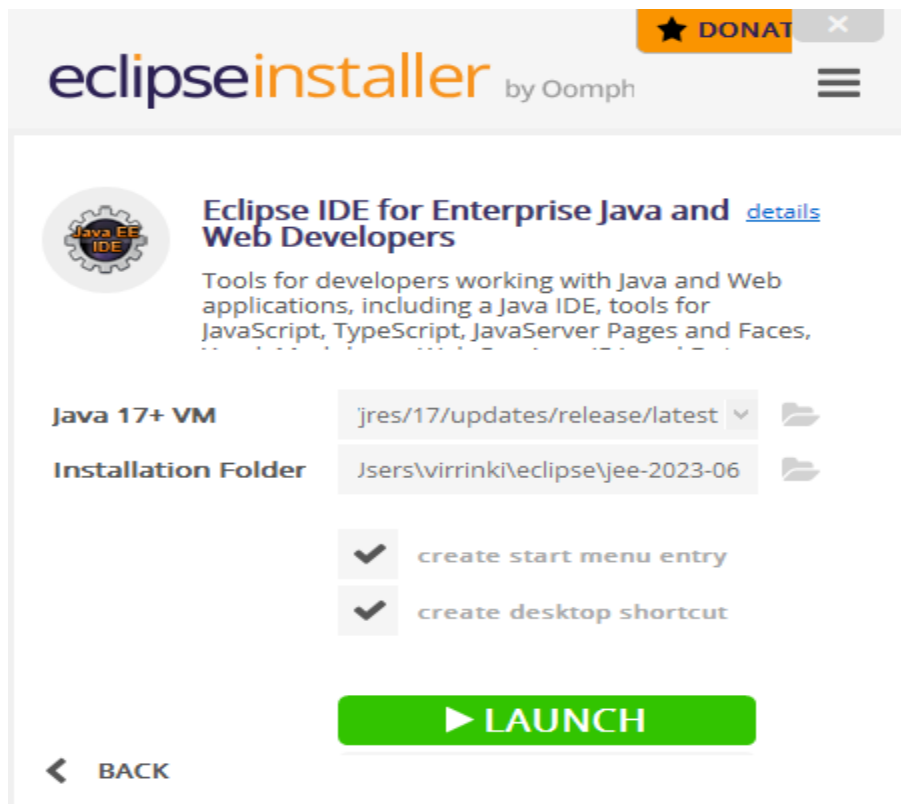 DONAT
eclipseinstaller by Oomph
Java EE
IDE
Eclipse IDE for Enterprise Java and details
Web Developers
Tools for developers working with Java and Web
applications, including a Java IDE, tools for
JavaScript, TypeScript, JavaServer Pages and Faces,
Java 17+ VM jres/17/updates/release/latest
Installation Folder Users\virrinki\eclipse\jee-2023-06
create start menu entry
create desktop shortcut
LAUNCH
BACK